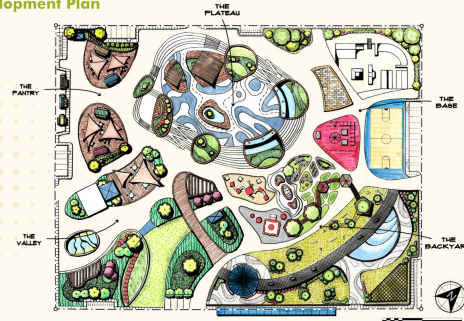 lopment Plan
THE
PLATEAU
THE
PANTRY
THE
BASE
THE
VALLEY
THE
BACKYAR